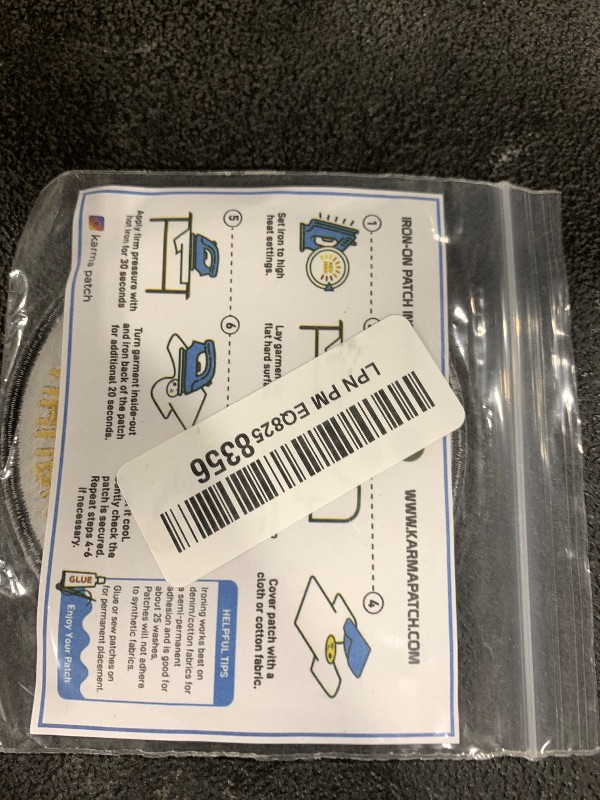 IRON-ON PATCH
WWW.KARMAPATCH.COM
1
4
Set iron to high
heat settings.
Lay garmen
flat hard surfa
Cover patch with a
cloth or cotton fabric.
5
6
Apply firm pressure with
hot iron for 30 seconds
Turn garment inside-out
and iron back of the patch
for additional 20 seconds.
it cool.
check the
patch is secured.
Repeat steps 4-6
if necessary.
HELPFUL TIPS
Ironing works best on
denim/cotton fabrics for
a semi-permanent
adhesion and is good for
about 25 washes.
Patches will not adhere
to synthetic fabrics.
Glue or sew patches on
for permanent placement.
GLUE
Enjoy Your Patch
karma patch
LPN PM EQ8258356